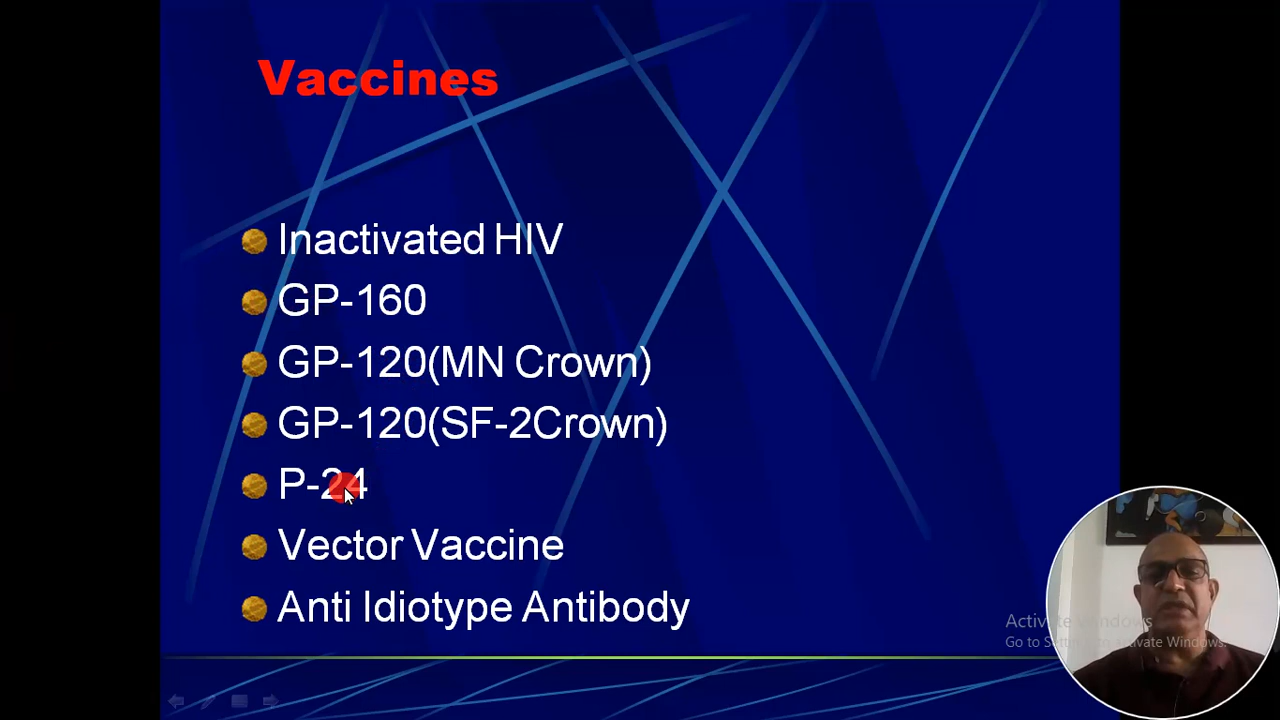 Vaccines
Inactivated HIV
GP-160
GP-120(MN Crown)
GP-120(SF-2Crown)
P-24
Vector Vaccine
Anti Idiotype Antibody
Activate Windows
Go to Settings to Activate Windows.